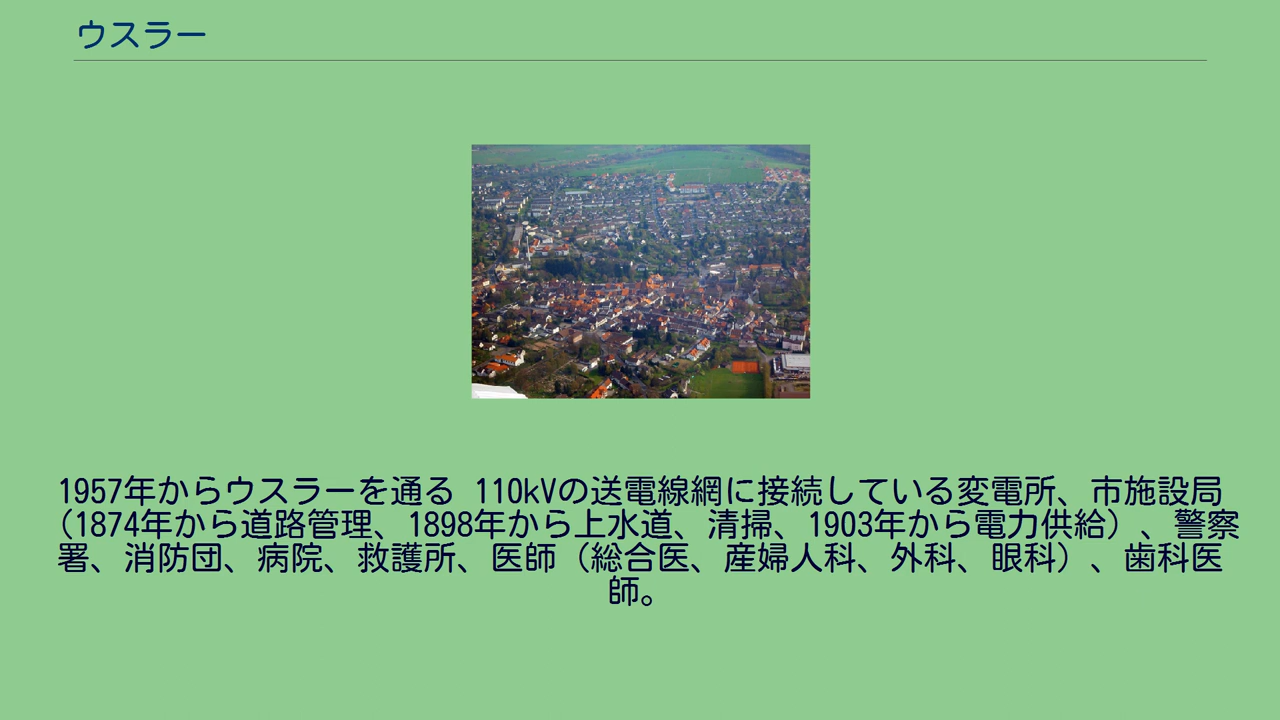 ウスラー
1957年からウスラーを通る 110kVの送電線網に接続している変電所、市施設局
（1874年から道路管理、1898年から上水道、清掃、1903年から電力供給）、警察
署、消防団、病院、救護所、医師（総合医、産婦人科、外科、眼科）、歯科医
師。